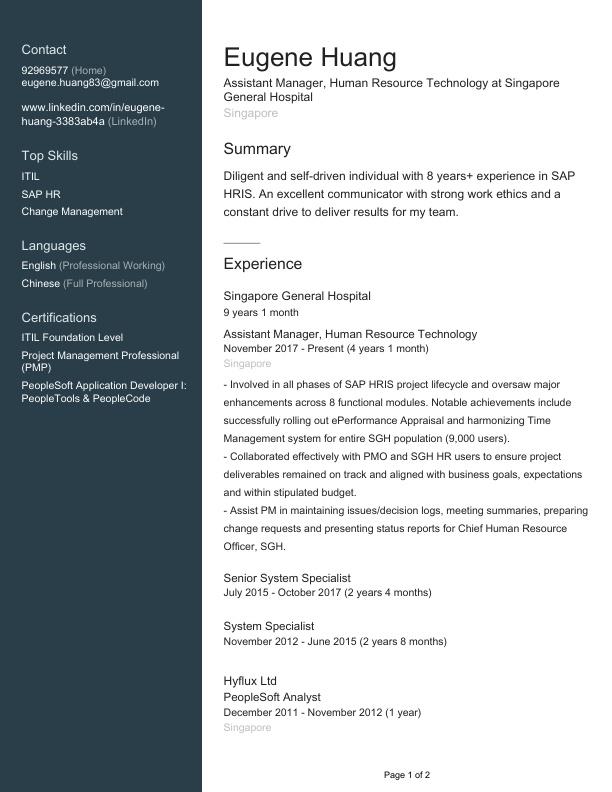 Contact
92969577 (Home)
eugene.huang83@gmail.com
www.linkedin.com/in/eugene-
huang-3383ab4a (LinkedIn)
Top Skills
ITIL
SAP HR
Change Management
Languages
English (Professional Working)
Chinese (Full Professional)
Certifications
ITIL Foundation Level
Project Management Professional
(PMP)
PeopleSoft Application Developer I:
PeopleTools & PeopleCode
Eugene Huang
Assistant Manager, Human Resource Technology at Singapore
General Hospital
Singapore
Summary
Diligent and self-driven individual with 8 years+ experience in SAP
HRIS. An excellent communicator with strong work ethics and a
constant drive to deliver results for my team.
Experience
Singapore General Hospital
9 years 1 month
Assistant Manager, Human Resource Technology
November 2017 - Present (4 years 1 month)
Singapore
- Involved in all phases of SAP HRIS project lifecycle and oversaw major
enhancements across 8 functional modules. Notable achievements include
successfully rolling out ePerformance Appraisal and harmonizing Time
Management system for entire SGH population (9,000 users).
- Collaborated effectively with PMO and SGH HR users to ensure project
deliverables remained on track and aligned with business goals, expectations
and within stipulated budget.
- Assist PM in maintaining issues/decision logs, meeting summaries, preparing
change requests and presenting status reports for Chief Human Resource
Officer, SGH.
Senior System Specialist
July 2015 - October 2017 (2 years 4 months)
System Specialist
November 2012 - June 2015 (2 years 8 months)
Hyflux Ltd
PeopleSoft Analyst
December 2011 - November 2012 (1 year)
Singapore
Page 1 of 2